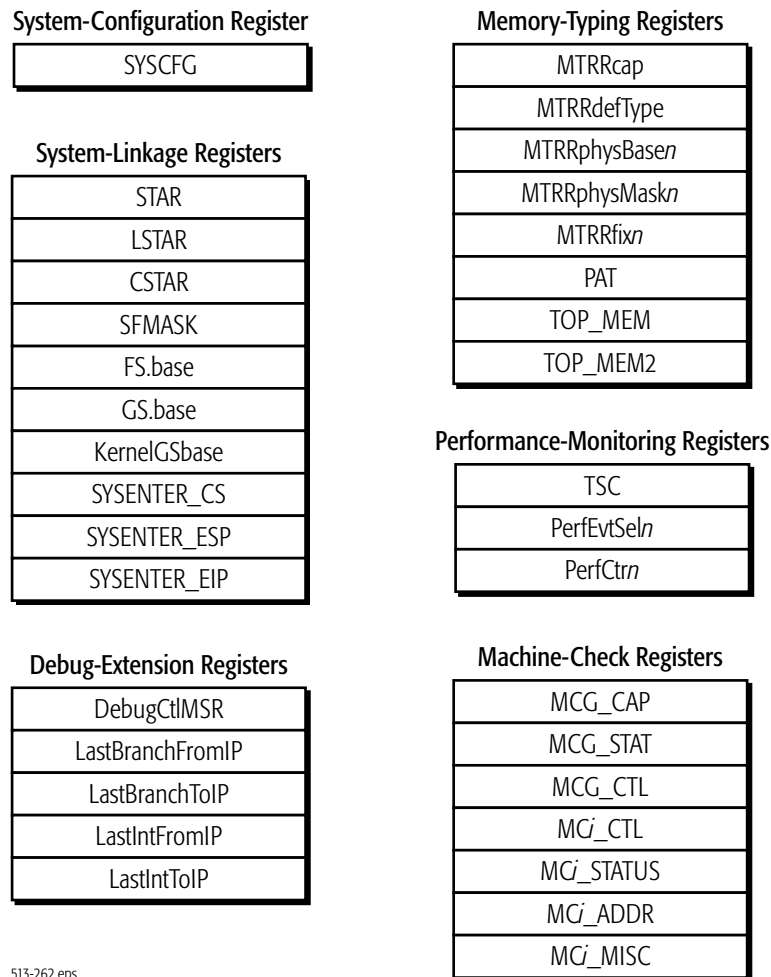 System-Configuration Register
SYSCFG
System-Linkage Registers
STAR
LSTAR
CSTAR
SFMASK
FS.base
GS.base
KernelGSbase
SYSENTER_CS
SYSENTER_ESP
SYSENTER_EIP
Debug-Extension Registers
DebugCtlMSR
LastBranchFromIP
LastBranchToIP
LastIntFromIP
LastIntToIP
513-262.eps
Memory-Typing Registers
MTRRcap
MTRRdefType
MTRRphysBasen
MTRRphysMaskn
MTRRfixn
PAT
TOP_MEM
TOP_MEM2
Performance-Monitoring Registers
TSC
PerfEvtSeln
PerfCtrn
Machine-Check Registers
MCG_CAP
MCG_STAT
MCG_CTL
MCi_CTL
MCi_STATUS
MCi_ADDR
MCi_MISC